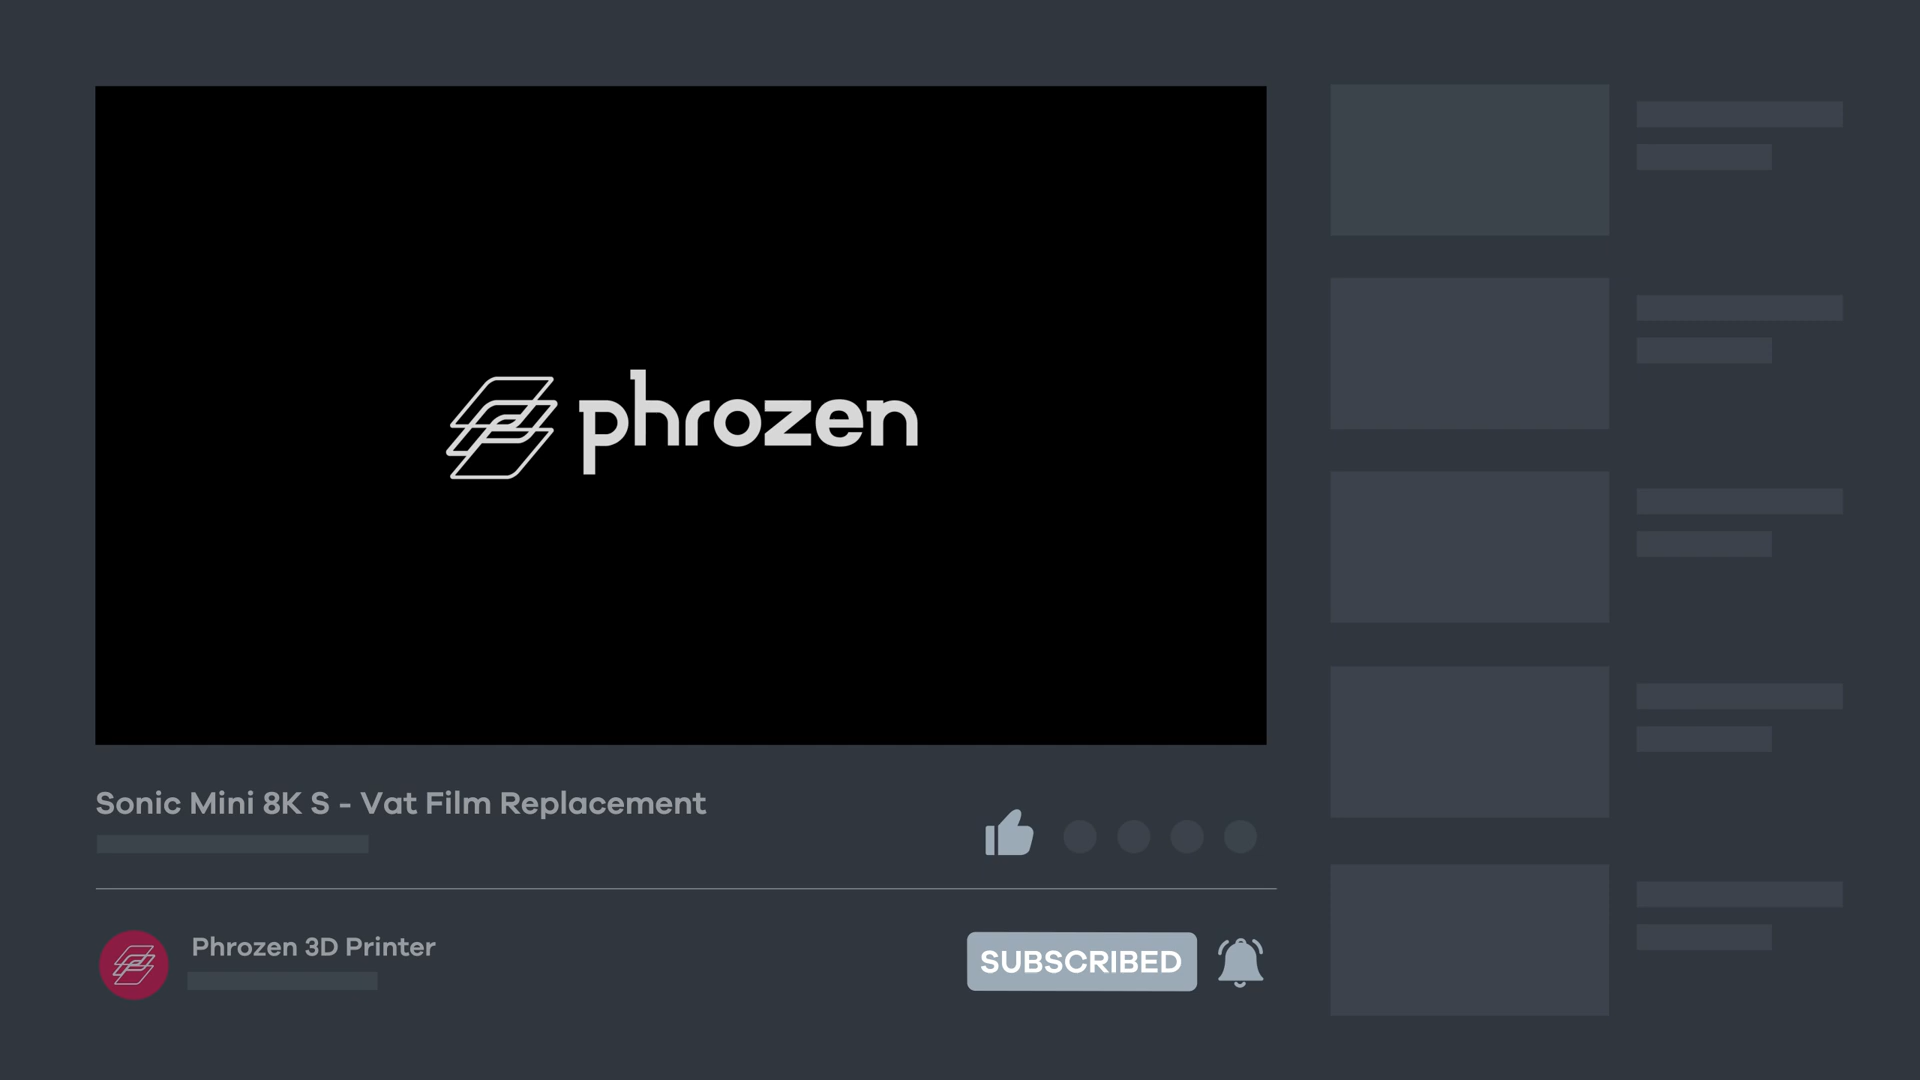 phrozen
Sonic Mini 8K S - Vat Film Replacement
Phrozen 3D Printer
SUBSCRIBED